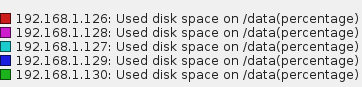 192.168.1.126: Used disk space on /data(percentage)
192.168.1.128: Used disk space on /data(percentage)
192.168.1.127: Used disk space on /data(percentage)
192.168.1.129: Used disk space on /data(percentage)
192.168.1.130: Used disk space on /data(percentage)